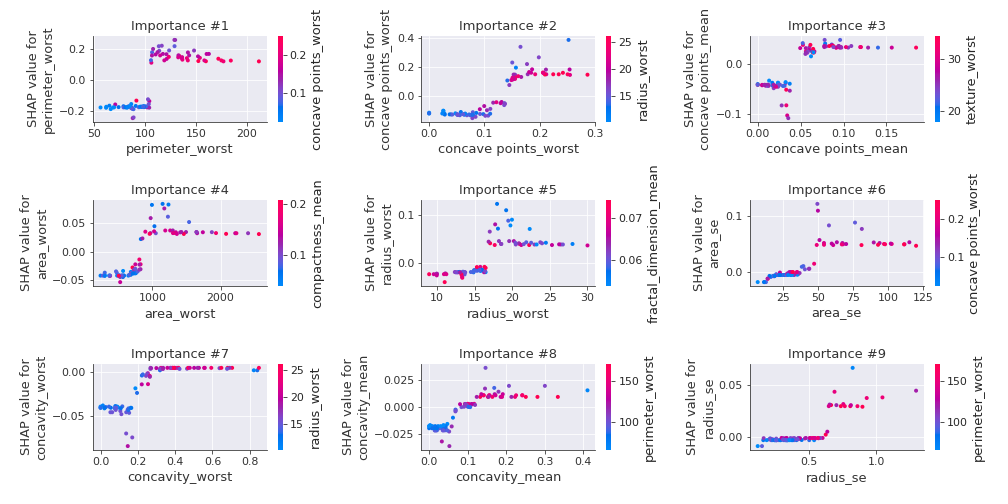 Importance #1
SHAP value for
perimeter_worst
0.2
0.0
−0.2
50
100
150
200
perimeter_worst
0.2
0.1
concave points_worst
Importance #2
SHAP value for
concave points_worst
0.4
0.2
0.0
0.0
0.1
0.2
0.3
concave points_worst
25
20
15
radius_worst
Importance #3
SHAP value for
concave points_mean
0.0
−0.1
0.00
0.05
0.10
0.15
concave points_mean
30
20
texture_worst
Importance #4
SHAP value for
area_worst
0.05
0.00
−0.05
1000
2000
area_worst
0.2
0.1
compactness_mean
Importance #5
SHAP value for
radius_worst
0.1
0.0
10
15
20
25
30
radius_worst
0.07
0.06
fractal_dimension_mean
Importance #6
SHAP value for
area_se
0.1
0.0
25
50
75
100
125
area_se
0.2
0.1
concave points_worst
Importance #7
SHAP value for
concavity_worst
0.00
−0.05
0.0
0.2
0.4
0.6
0.8
concavity_worst
25
20
15
radius_worst
Importance #8
SHAP value for
concavity_mean
0.025
0.000
−0.025
0.0
0.1
0.2
0.3
0.4
concavity_mean
150
100
perimeter_worst
Importance #9
SHAP value for
radius_se
0.05
0.00
0.5
1.0
radius_se
150
100
perimeter_worst